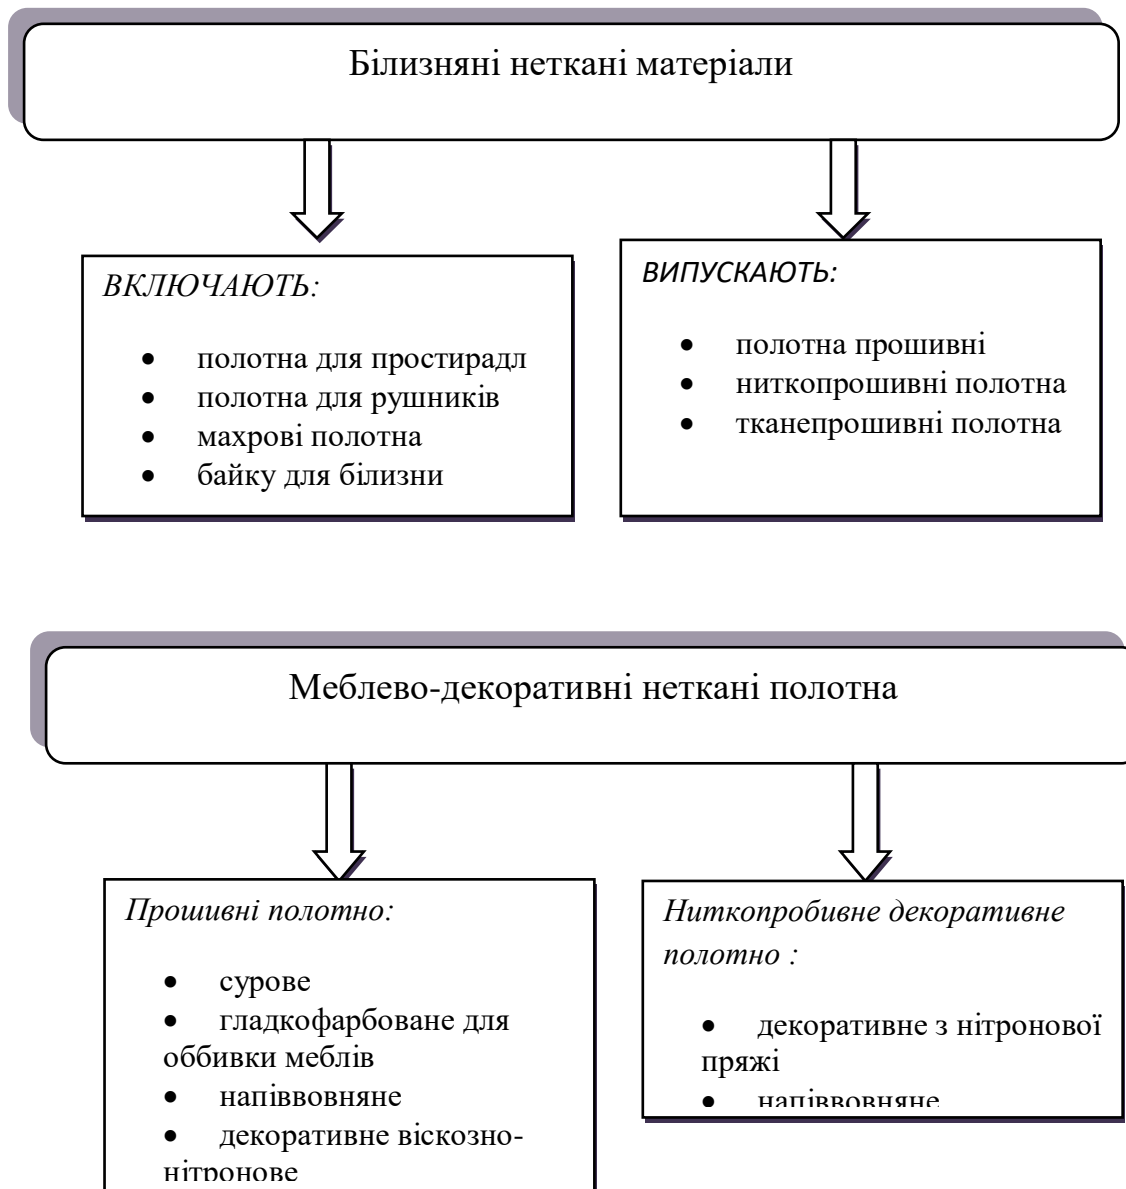 Білизняні неткані матеріали
ВКЛЮЧАЮТЬ:
• полотна для простирадл
• полотна для рушників
• махрові полотна
• байку для білизни
ВИПУСКАЮТЬ:
• полотна прошивні
• ниткопрошивні полотна
• тканепрошивні полотна
Меблево-декоративні неткані полотна
Прошивні полотно:
• сурове
• гладкофарбоване для
оббивки меблів
• напіввовняне
• декоративне віскозно-
нітронове
Ниткопробивне декоративне
полотно :
• декоративне з нітронової
пряжі
• напіввовняне